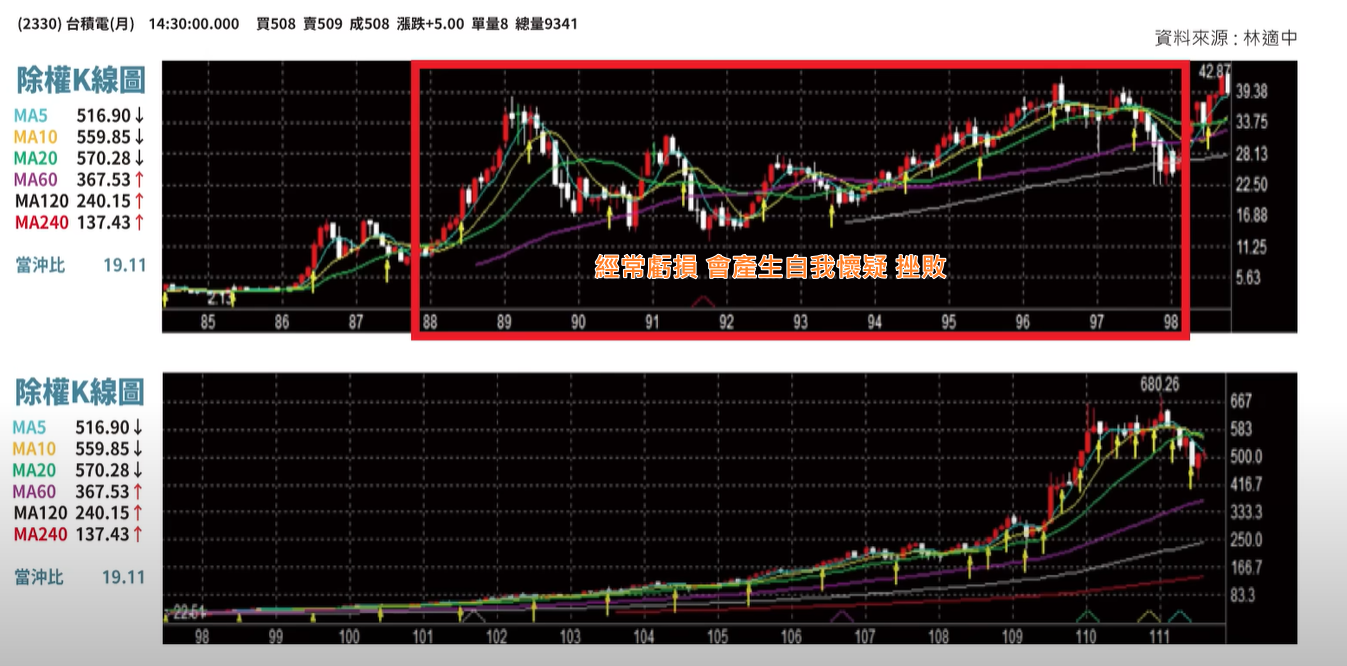 (2330) 台積電(月) 14:30:00.000 買508 賣509 成508 漲跌+5.00 單量8 總量9341
資料來源 : 林適中
除權K線圖
MA5 516.90↓
MA10 559.85↓
MA20 570.28↓
MA60 367.53↑
MA120 240.15↑
MA240 137.43↑
當沖比 19.11
42.87
39.38
33.75
28.13
22.50
16.88
11.25
5.63
經常虧損 會產生自我懷疑 挫敗
85 86 87 88 89 90 91 92 93 94 95 96 97 98
除權K線圖
MA5 516.90↓
MA10 559.85↓
MA20 570.28↓
MA60 367.53↑
MA120 240.15↑
MA240 137.43↑
當沖比 19.11
680.26
667
583
500.0
416.7
333.3
250.0
166.7
83.3
22.51
98 99 100 101 102 103 104 105 106 107 108 109 110 111